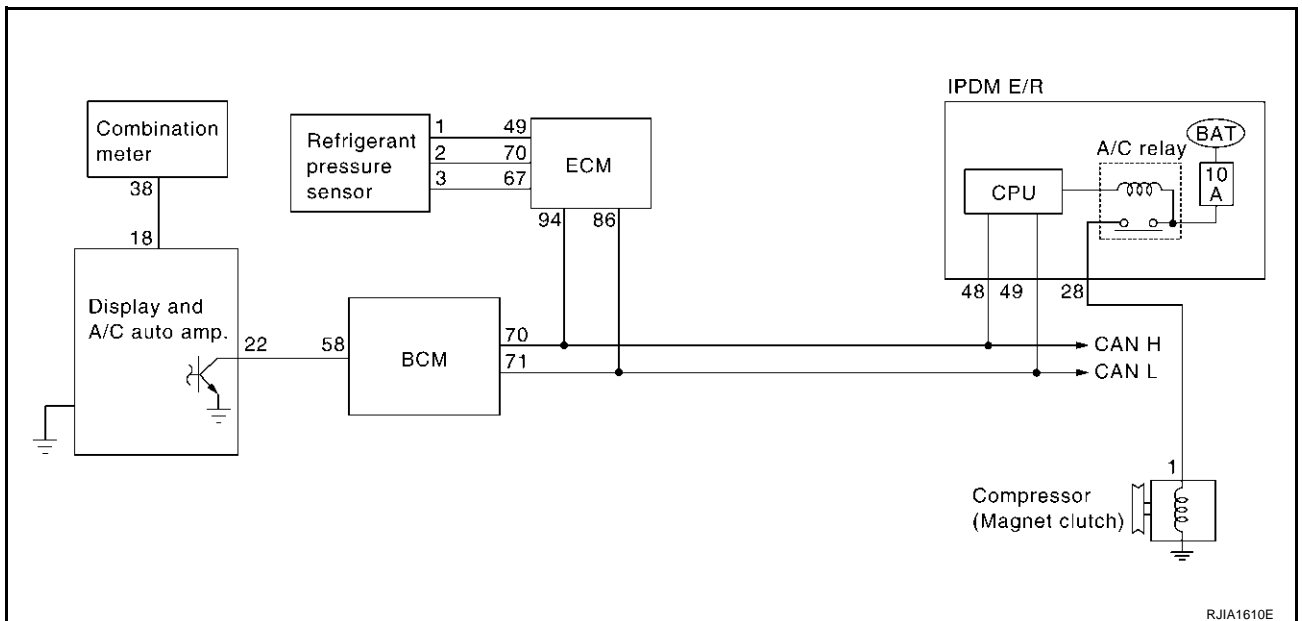 IPDM E/R
Combination
meter
38
18
Refrigerant
pressure
sensor
1
2
3
49
70
67
ECM
94
86
BAT
A/C relay
10
A
CPU
48
49
28
Display and
A/C auto amp.
22
58
BCM
70
71
CAN H
CAN L
1
Compressor
(Magnet clutch)
RJIA1610E